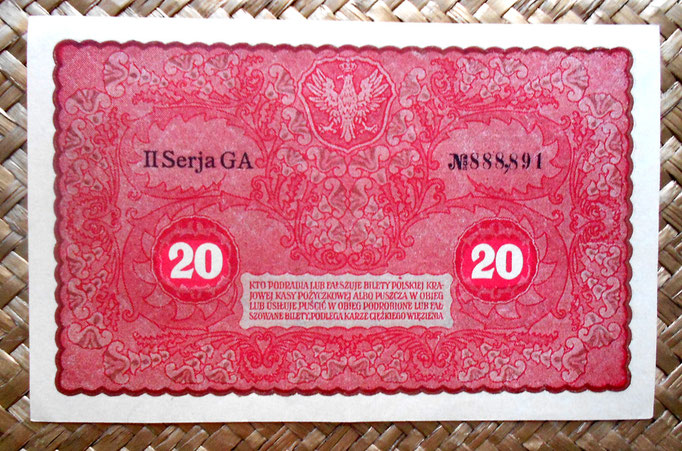 II Serja GA №888,891
20 20
KTO PODRABIA LUB FAŁSZUJE BILETY POLSKIEJ KRA-
JOWEJ KASY POŻYCZKOWEJ ALBO PUSZCZA W OBIEG
LUB USIŁUJE PUŚCIĆ W OBIEG PODROBIONE LUB FAŁ-
SZOWANE BILETY, PODLEGA KARZE CIĘŻKIEGO WIĘZIENIA